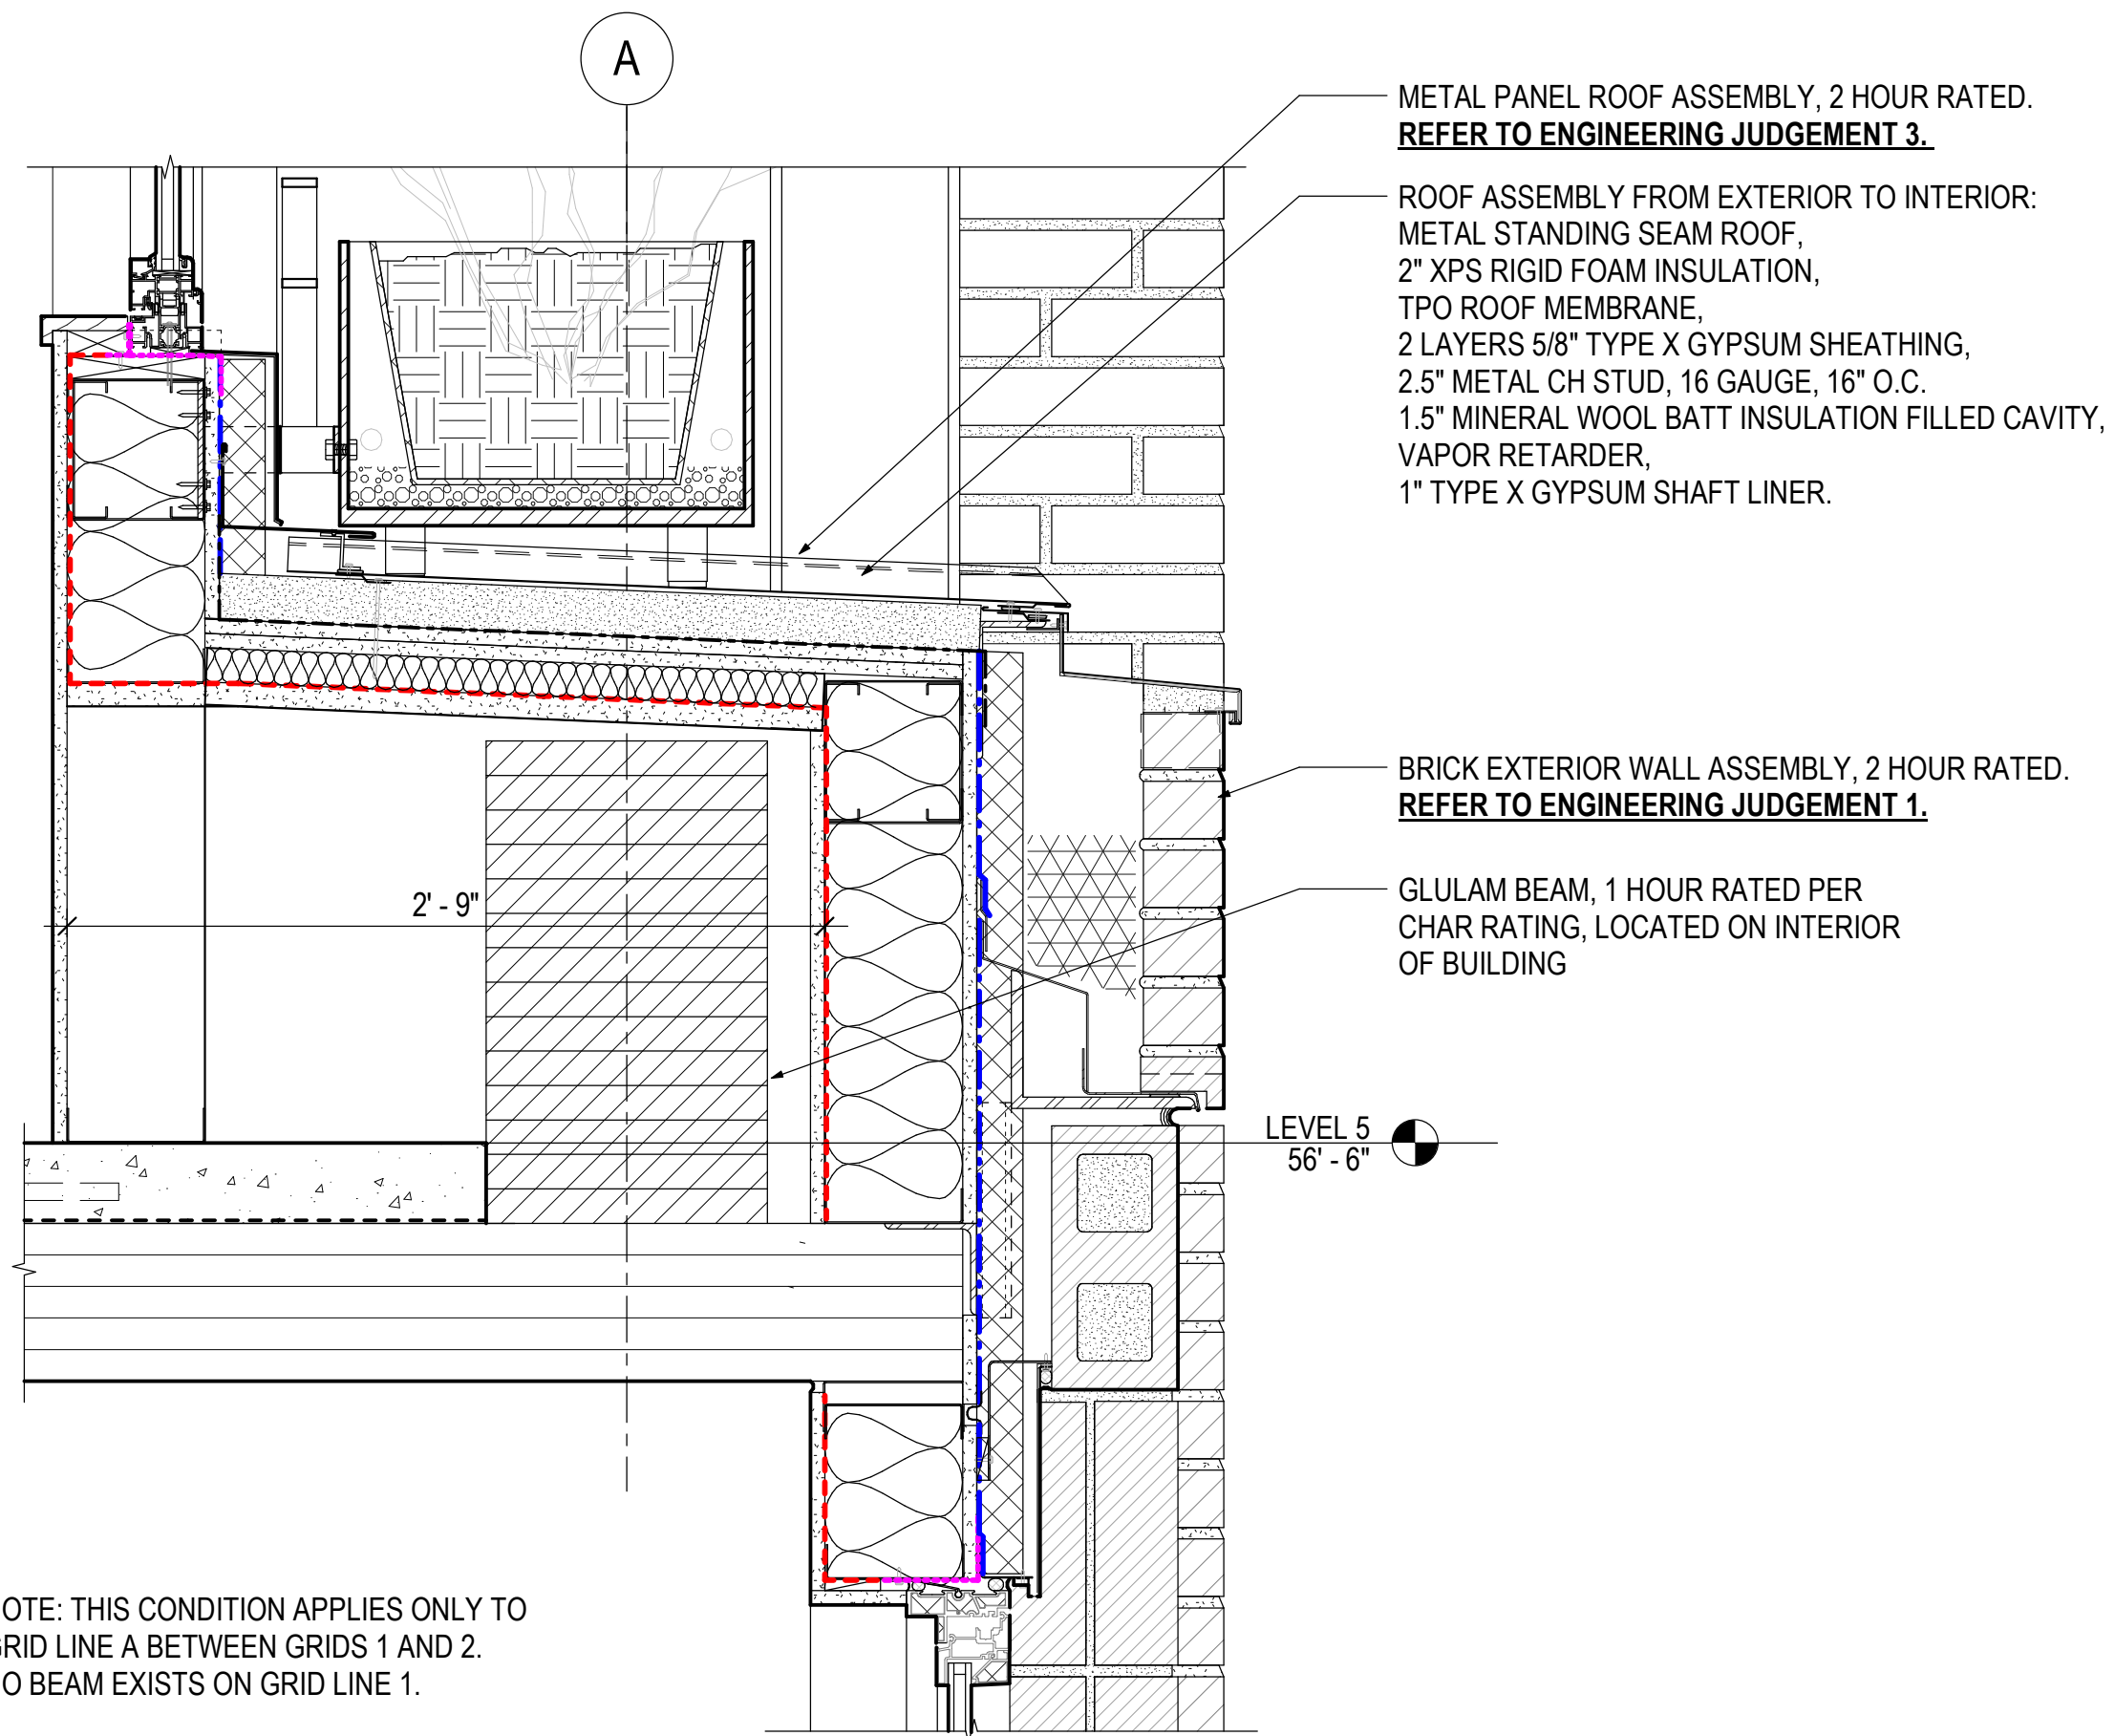 A
METAL PANEL ROOF ASSEMBLY, 2 HOUR RATED.
REFER TO ENGINEERING JUDGEMENT 3.
ROOF ASSEMBLY FROM EXTERIOR TO INTERIOR:
METAL STANDING SEAM ROOF,
2" XPS RIGID FOAM INSULATION,
TPO ROOF MEMBRANE,
2 LAYERS 5/8" TYPE X GYPSUM SHEATHING,
2.5" METAL CH STUD, 16 GAUGE, 16" O.C.
1.5" MINERAL WOOL BATT INSULATION FILLED CAVITY,
VAPOR RETARDER,
1" TYPE X GYPSUM SHAFT LINER.
BRICK EXTERIOR WALL ASSEMBLY, 2 HOUR RATED.
REFER TO ENGINEERING JUDGEMENT 1.
GLULAM BEAM, 1 HOUR RATED PER
CHAR RATING, LOCATED ON INTERIOR
OF BUILDING
2' - 9"
LEVEL 5
56' - 6"
OTE: THIS CONDITION APPLIES ONLY TO
GRID LINE A BETWEEN GRIDS 1 AND 2.
O BEAM EXISTS ON GRID LINE 1.